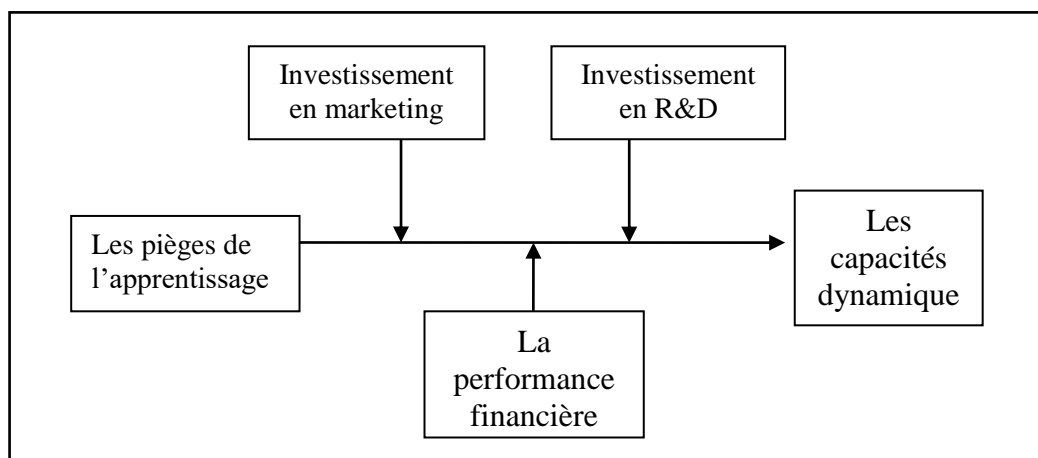 Investissement
en marketing
Investissement
en R&D
Les pièges de
l’apprentissage
Les
capacités
dynamique
La
performance
financière